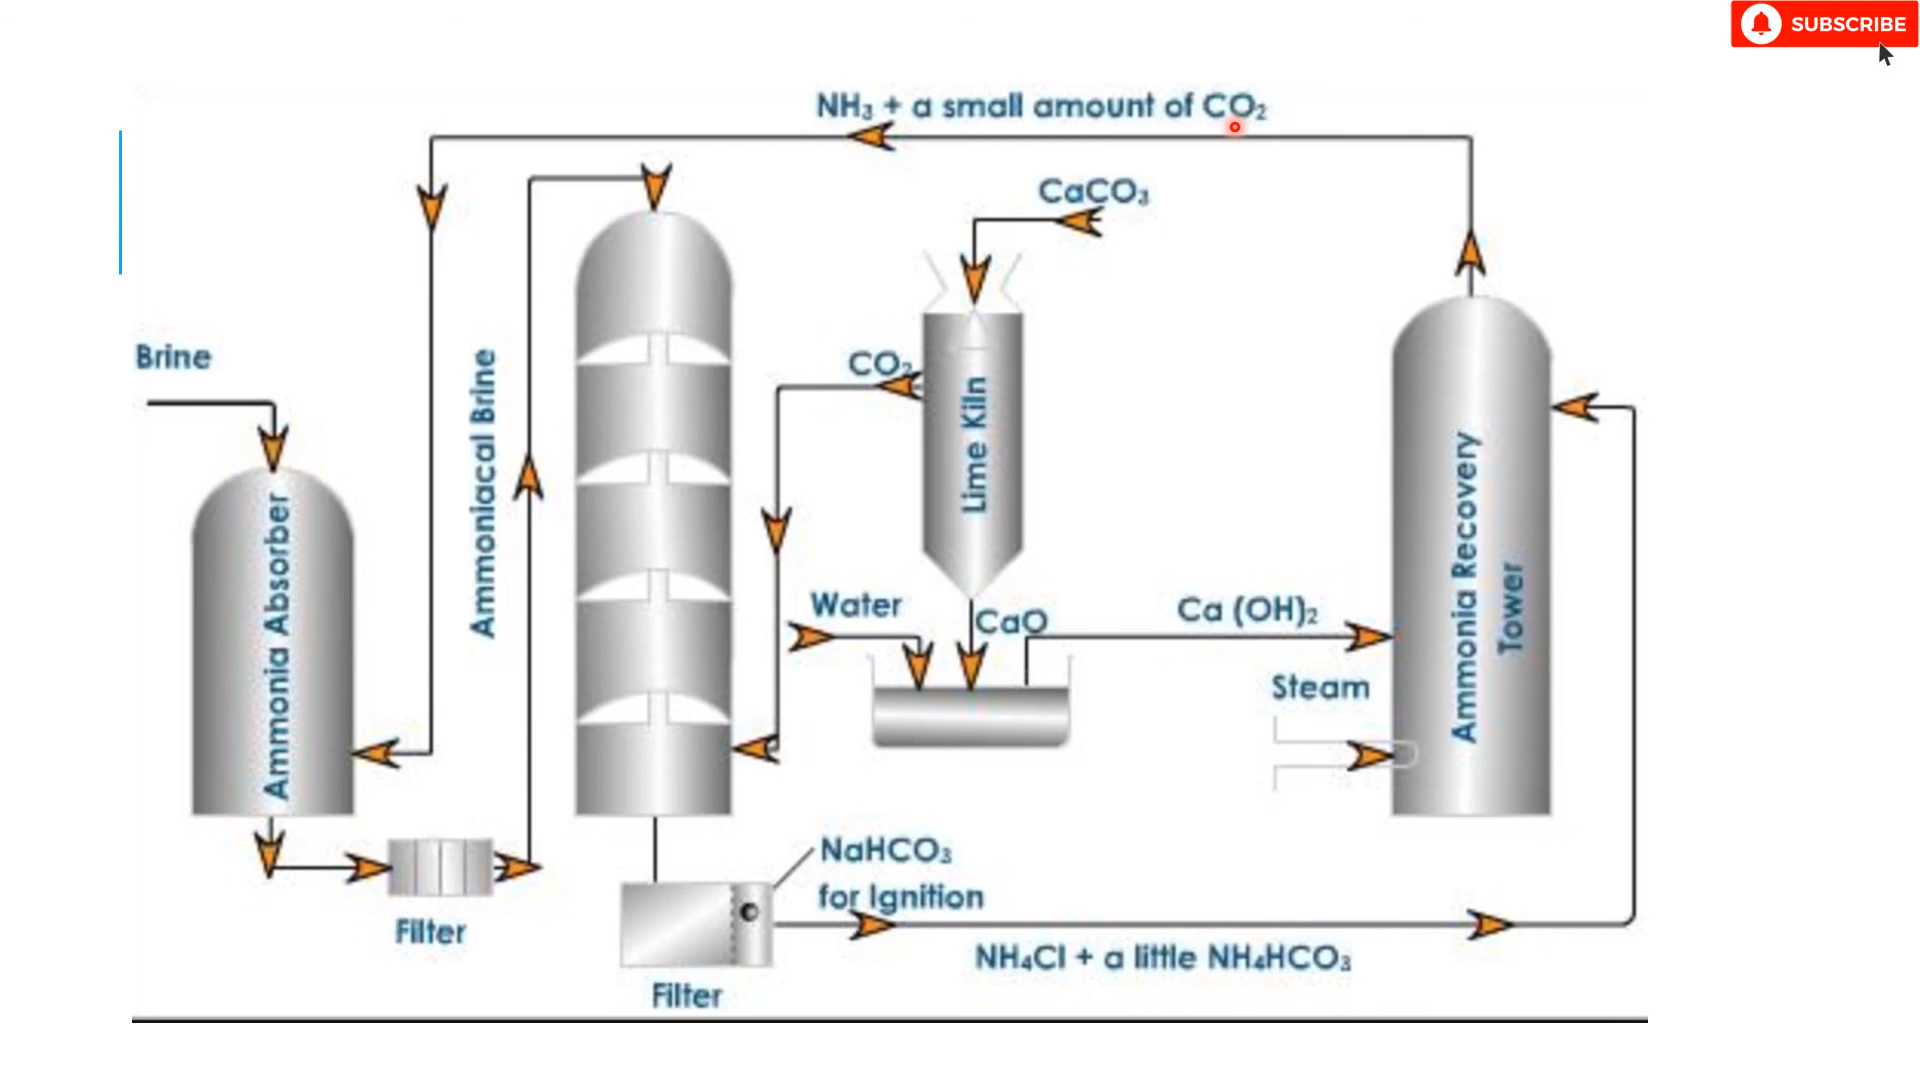 SUBSCRIBE
NH₃ + a small amount of CO₂
CaCO₃
Brine
CO₂
Ammoniacal Brine
Lime Kiln
Ammonia Absorber
Ammonia Recovery
Tower
Water
CaO
Ca (OH)₂
Steam
NaHCO₃
for Ignition
Filter
NH₄Cl + a little NH₄HCO₃
Filter